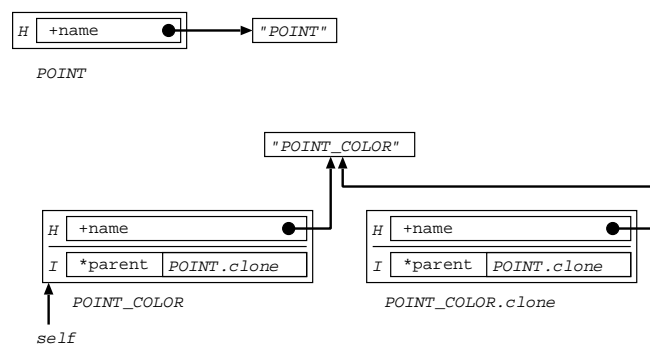 H +name "POINT"
POINT
"POINT_COLOR"
H +name H +name
I *parent POINT.clone I *parent POINT.clone
POINT_COLOR POINT_COLOR.clone
self